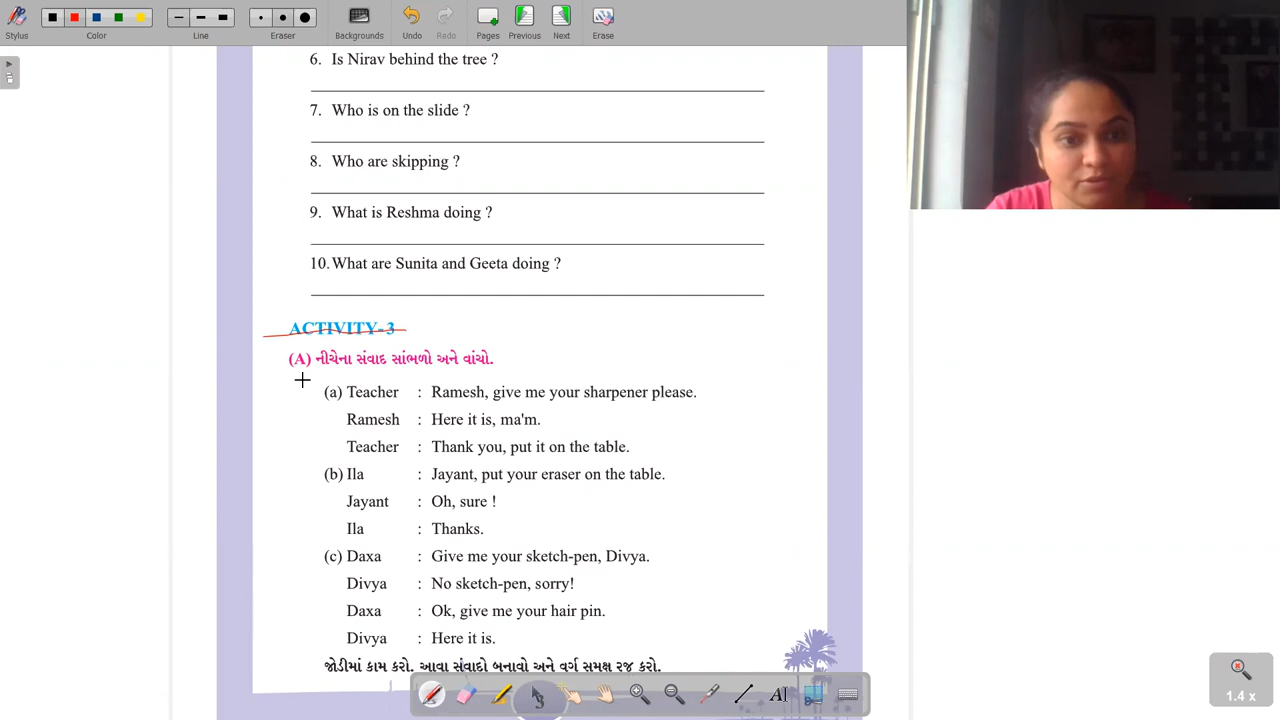 Stylus
Color
Line
Eraser
Backgrounds
Undo
Redo
Pages
Previous
Next
Erase
6. Is Nirav behind the tree ?
7. Who is on the slide ?
8. Who are skipping ?
9. What is Reshma doing ?
10. What are Sunita and Geeta doing ?
ACTIVITY-3
(A) નીચેના સંવાદ સાંભળો અને વાંચો.
(a) Teacher : Ramesh, give me your sharpener please.
Ramesh : Here it is, ma'm.
Teacher : Thank you, put it on the table.
(b) Ila : Jayant, put your eraser on the table.
Jayant : Oh, sure !
Ila : Thanks.
(c) Daxa : Give me your sketch-pen, Divya.
Divya : No sketch-pen, sorry!
Daxa : Ok, give me your hair pin.
Divya : Here it is.
જોડીમાં કામ કરો. આવા સંવાદો બનાવો અને વર્ગ સમક્ષ રજૂ કરો.
1.4 x